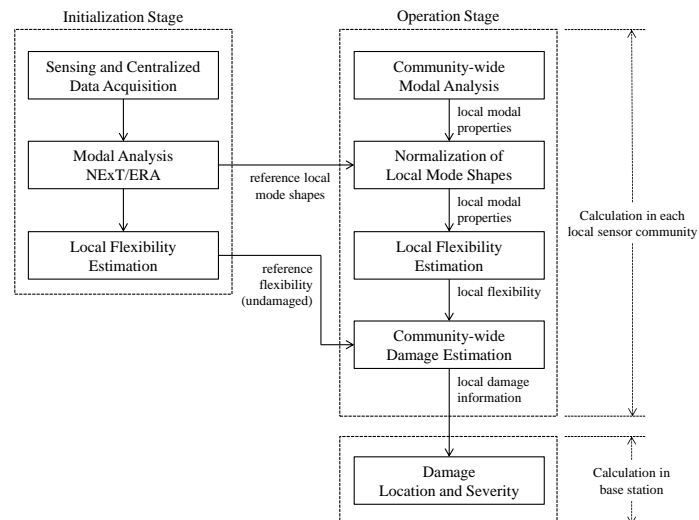 Initialization Stage
Operation Stage
Sensing and Centralized
Data Acquisition
Modal Analysis
NExT/ERA
Local Flexibility
Estimation
reference local
mode shapes
reference
flexibility
(undamaged)
Community-wide
Modal Analysis
local modal
properties
Normalization of
Local Mode Shapes
local modal
properties
Local Flexibility
Estimation
local flexibility
Community-wide
Damage Estimation
local damage
information
Damage
Location and Severity
Calculation in each
local sensor community
Calculation in
base station